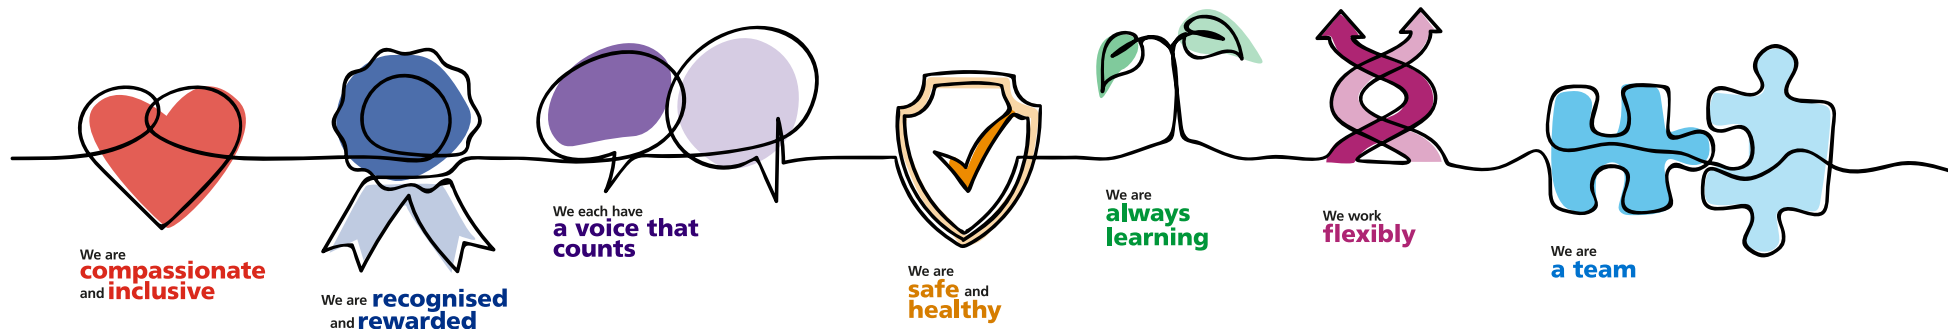 We are
compassionate
and inclusive
We are recognised
and rewarded
We each have
a voice that
counts
We are
safe and
healthy
We are
always
learning
We work
flexibly
We are
a team